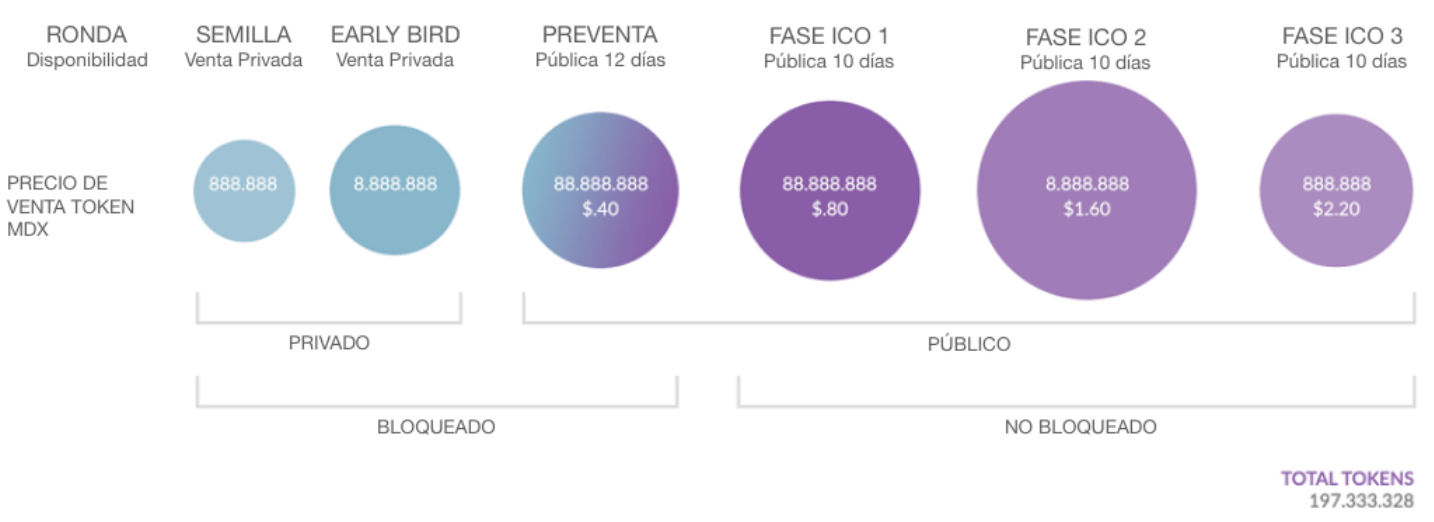 RONDA
Disponibilidad
SEMILLA
Venta Privada
EARLY BIRD
Venta Privada
PREVENTA
Pública 12 días
FASE ICO 1
Pública 10 días
FASE ICO 2
Pública 10 días
FASE ICO 3
Pública 10 días
PRECIO DE
VENTA TOKEN
MDX
888.888
8.888.888
88.888.888
$.40
88.888.888
$.80
8.888.888
$1.60
888.888
$2.20
PRIVADO
PÚBLICO
BLOQUEADO
NO BLOQUEADO
TOTAL TOKENS
197.333.328